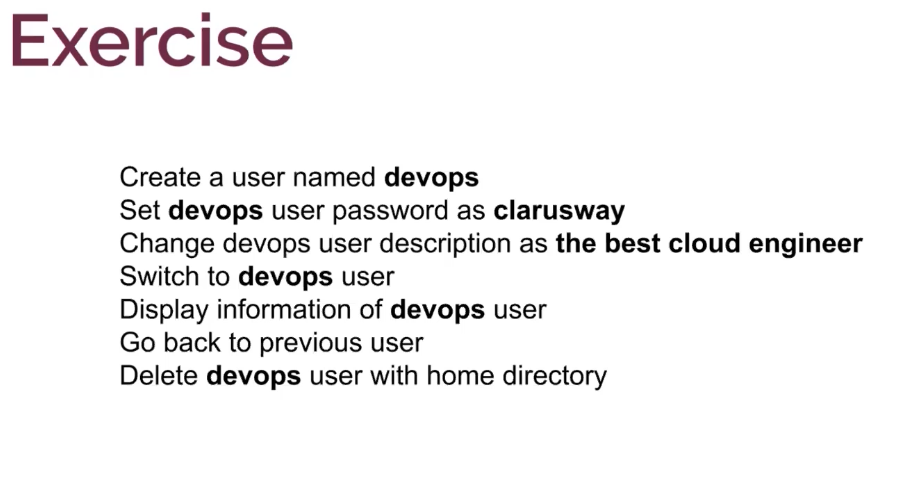 Exercise
Create a user named devops
Set devops user password as clarusway
Change devops user description as the best cloud engineer
Switch to devops user
Display information of devops user
Go back to previous user
Delete devops user with home directory